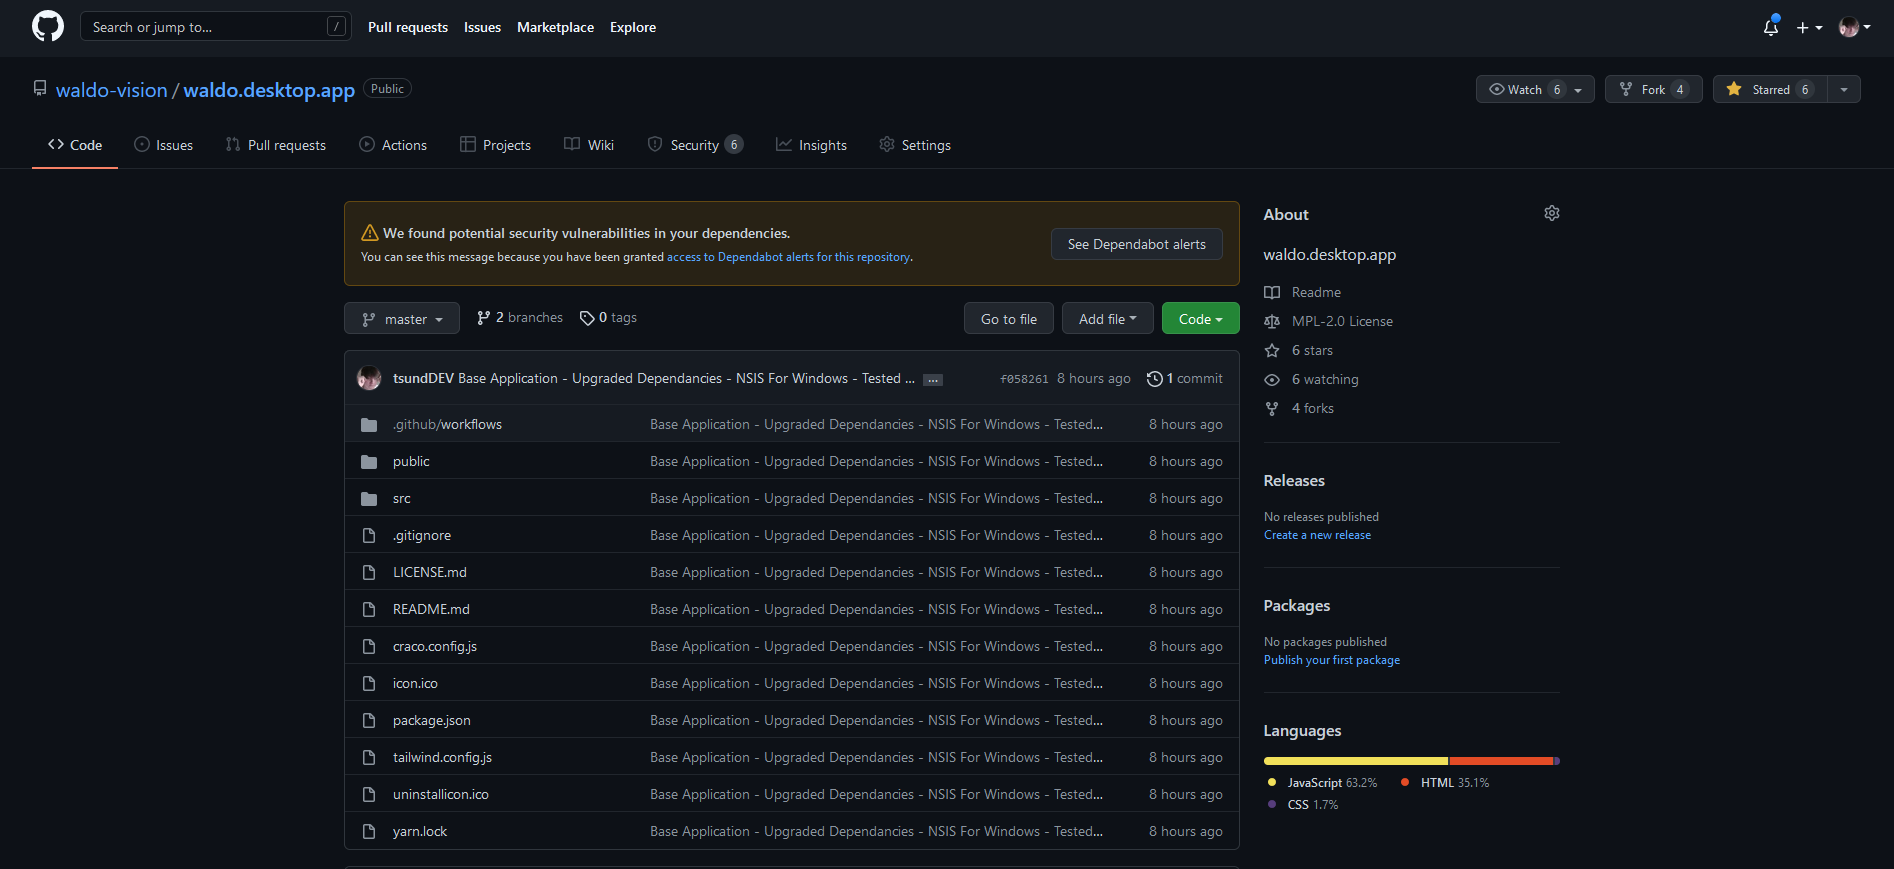 Search or jump to... / Pull requests Issues Marketplace Explore
waldo-vision / waldo.desktop.app Public Watch 6 Fork 4 Starred 6
Code Issues Pull requests Actions Projects Wiki Security 6 Insights Settings
We found potential security vulnerabilities in your dependencies.
You can see this message because you have been granted access to Dependabot alerts for this repository.
See Dependabot alerts
master 2 branches 0 tags Go to file Add file Code
tsundDEV Base Application - Upgraded Dependancies - NSIS For Windows - Tested ... ... f058261 8 hours ago 1 commit
.github/workflows Base Application - Upgraded Dependancies - NSIS For Windows - Tested... 8 hours ago
public Base Application - Upgraded Dependancies - NSIS For Windows - Tested... 8 hours ago
src Base Application - Upgraded Dependancies - NSIS For Windows - Tested... 8 hours ago
.gitignore Base Application - Upgraded Dependancies - NSIS For Windows - Tested... 8 hours ago
LICENSE.md Base Application - Upgraded Dependancies - NSIS For Windows - Tested... 8 hours ago
README.md Base Application - Upgraded Dependancies - NSIS For Windows - Tested... 8 hours ago
craco.config.js Base Application - Upgraded Dependancies - NSIS For Windows - Tested... 8 hours ago
icon.ico Base Application - Upgraded Dependancies - NSIS For Windows - Tested... 8 hours ago
package.json Base Application - Upgraded Dependancies - NSIS For Windows - Tested... 8 hours ago
tailwind.config.js Base Application - Upgraded Dependancies - NSIS For Windows - Tested... 8 hours ago
uninstallicon.ico Base Application - Upgraded Dependancies - NSIS For Windows - Tested... 8 hours ago
yarn.lock Base Application - Upgraded Dependancies - NSIS For Windows - Tested... 8 hours ago
About
waldo.desktop.app
Readme
MPL-2.0 License
6 stars
6 watching
4 forks
Releases
No releases published
Create a new release
Packages
No packages published
Publish your first package
Languages
JavaScript 63.2% HTML 35.1%
CSS 1.7%